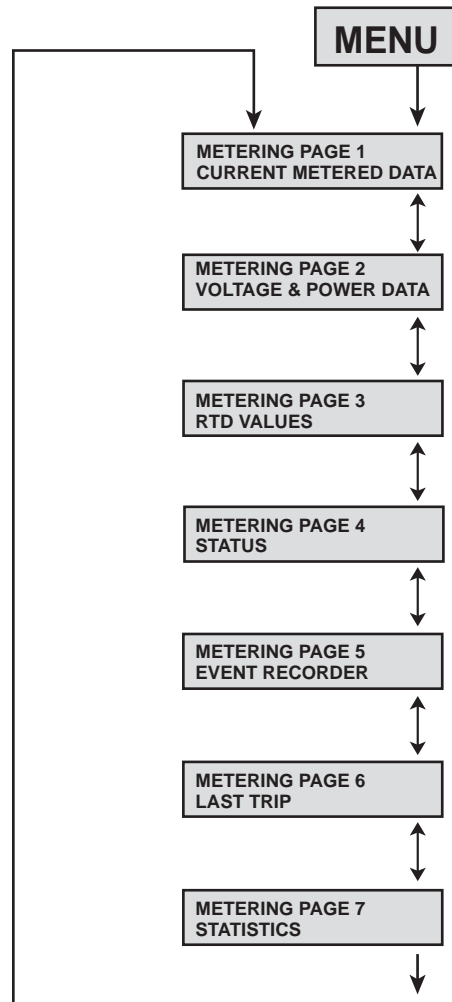 MENU
METERING PAGE 1
CURRENT METERED DATA
METERING PAGE 2
VOLTAGE & POWER DATA
METERING PAGE 3
RTD VALUES
METERING PAGE 4
STATUS
METERING PAGE 5
EVENT RECORDER
METERING PAGE 6
LAST TRIP
METERING PAGE 7
STATISTICS